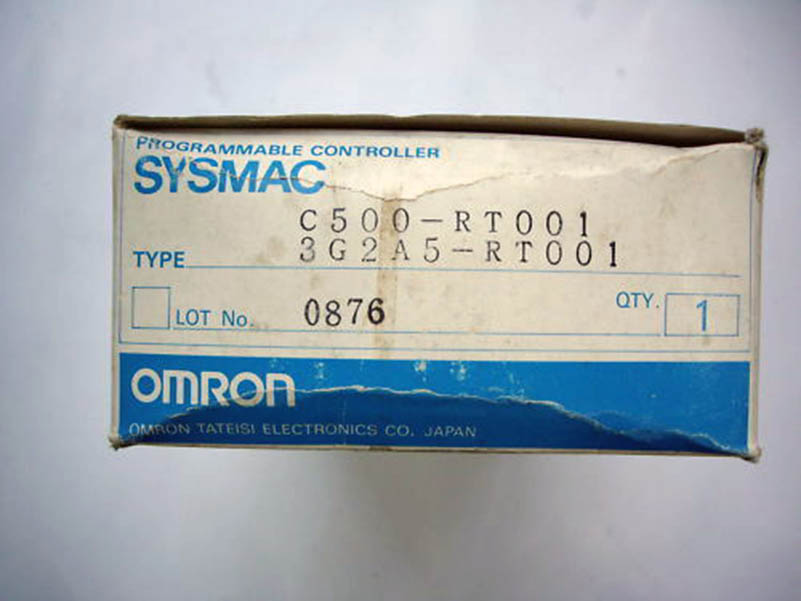 PROGRAMMABLE CONTROLLER
SYSMAC
C500-RT001
TYPE 3G2A5-RT001
LOT No. 0876 QTY. 1
OMRON
OMRON TATEISI ELECTRONICS CO. JAPAN